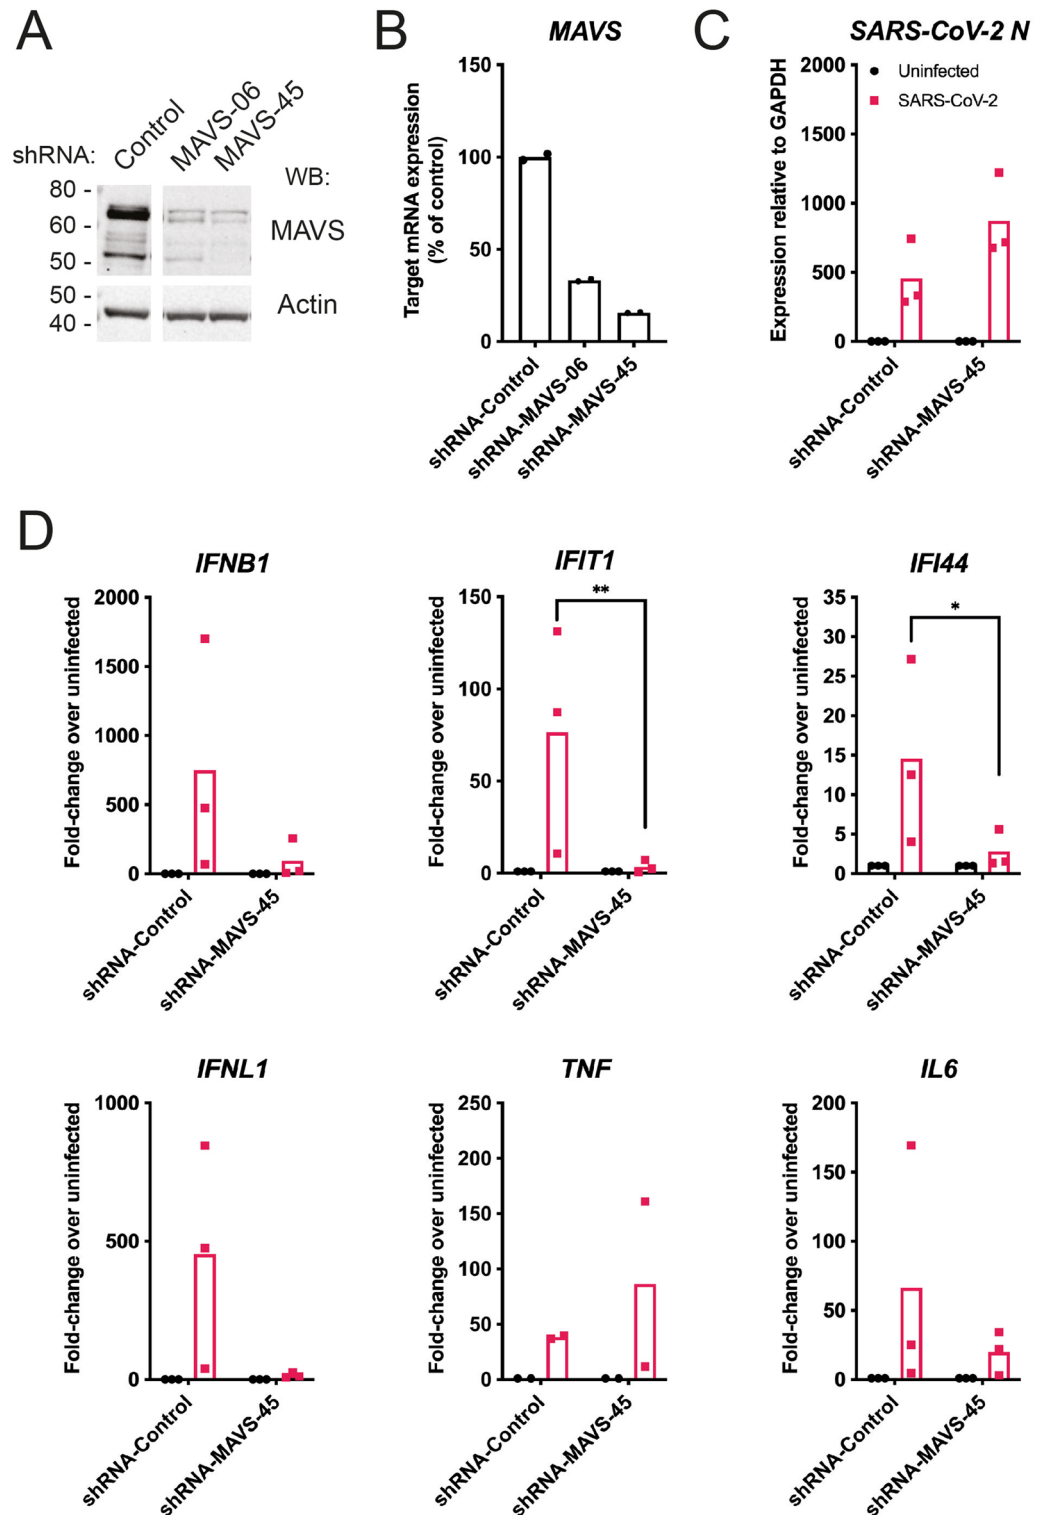 A
shRNA:
Control
MAVS-06
MAVS-45
WB:
80 -
60 -
50 -
MAVS
50 -
40 -
Actin
B
MAVS
Target mRNA expression
(% of control)
150
100
50
0
shRNA-Control
shRNA-MAVS-06
shRNA-MAVS-45
C
SARS-CoV-2 N
Expression relative to GAPDH
2000
1500
1000
500
0
Uninfected
SARS-CoV-2
shRNA-Control
shRNA-MAVS-45
D
IFNB1
Fold-change over uninfected
2000
1500
1000
500
0
shRNA-Control
shRNA-MAVS-45
IFIT1
Fold-change over uninfected
150
100
50
0
**
shRNA-Control
shRNA-MAVS-45
IFI44
Fold-change over uninfected
35
30
25
20
15
10
5
0
*
shRNA-Control
shRNA-MAVS-45
IFNL1
Fold-change over uninfected
1000
500
0
shRNA-Control
shRNA-MAVS-45
TNF
Fold-change over uninfected
250
200
150
100
50
0
shRNA-Control
shRNA-MAVS-45
IL6
Fold-change over uninfected
200
150
100
50
0
shRNA-Control
shRNA-MAVS-45